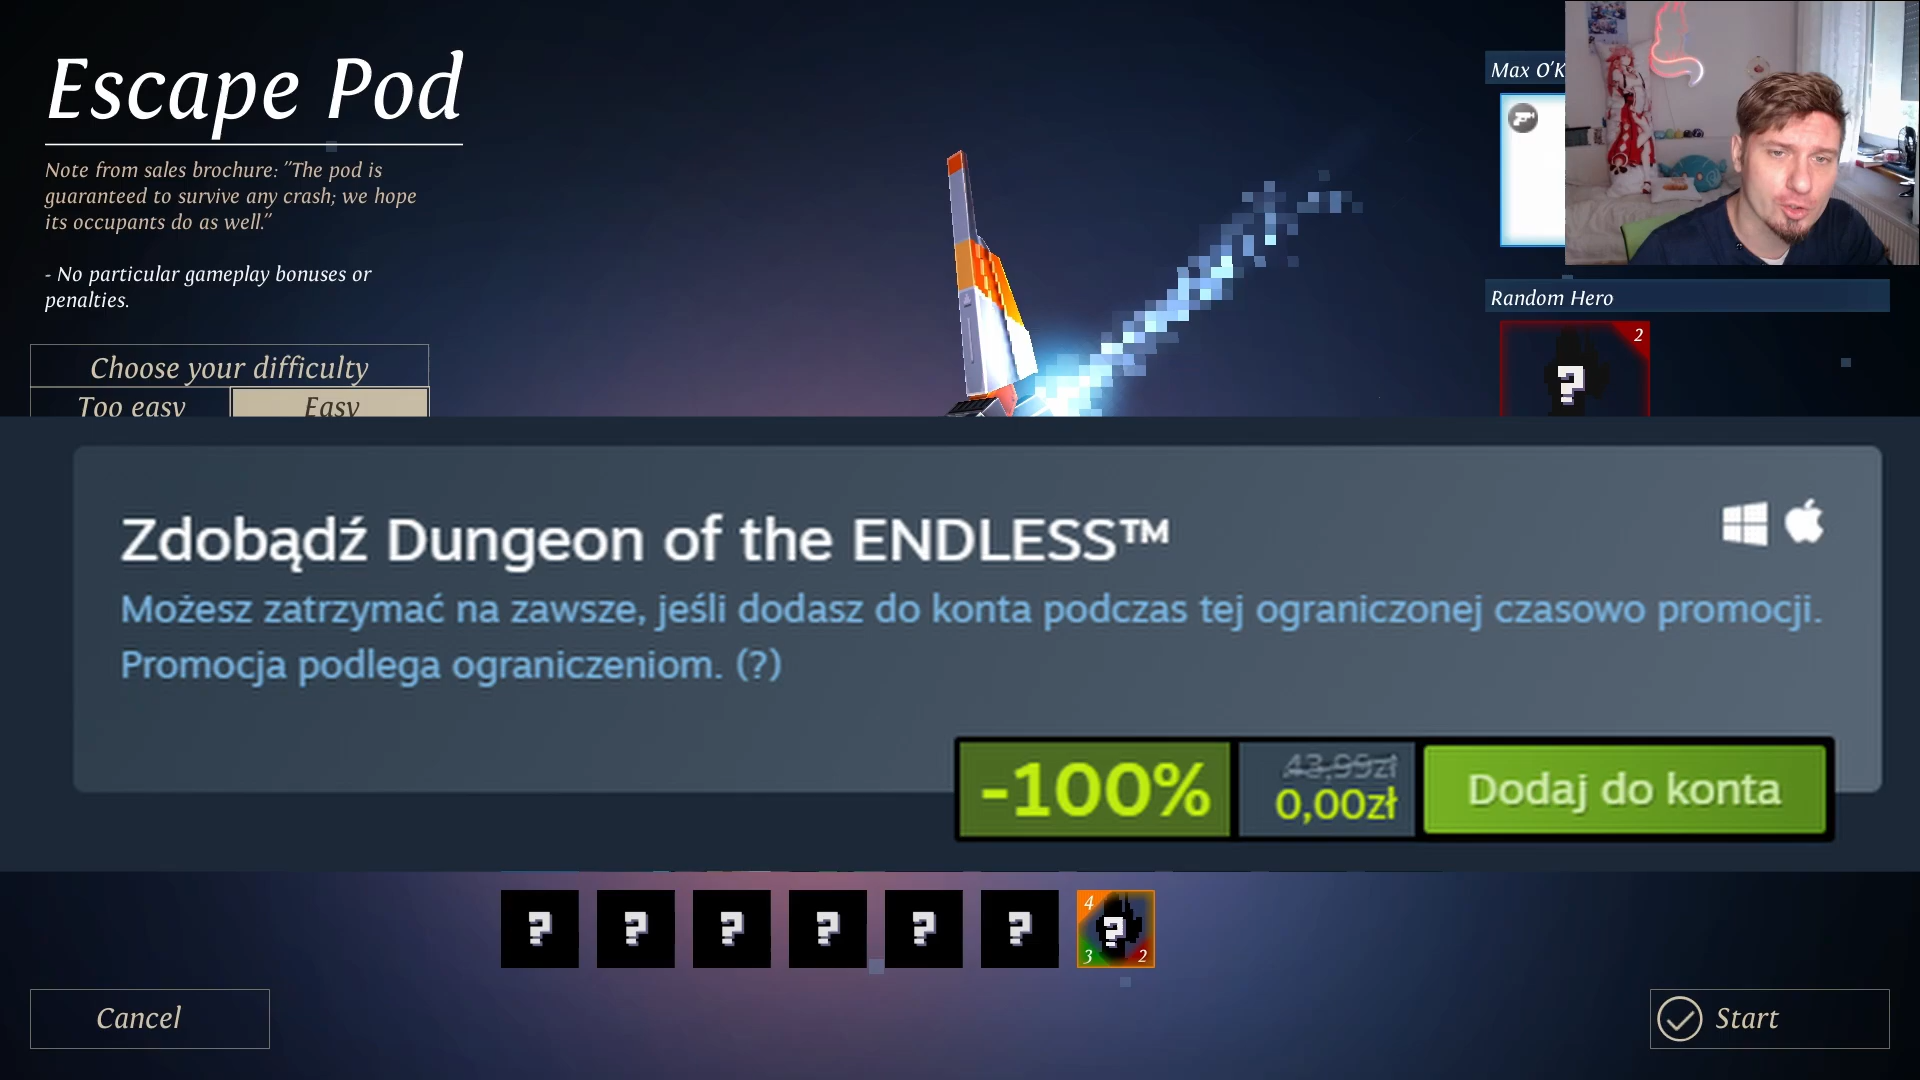 Escape Pod
Note from sales brochure: "The pod is
guaranteed to survive any crash; we hope
its occupants do as well."
- No particular gameplay bonuses or
penalties.
Choose your difficulty
Too easy
Easy
Max O'K
Random Hero
2
?
Zdobądź Dungeon of the ENDLESS™
Możesz zatrzymać na zawsze, jeśli dodasz do konta podczas tej ograniczonej czasowo promocji.
Promocja podlega ograniczeniom. (?)
-100%
43,99zł
0,00zł
Dodaj do konta
? ? ? ? ? ? ?
4
3 2
Cancel
Start